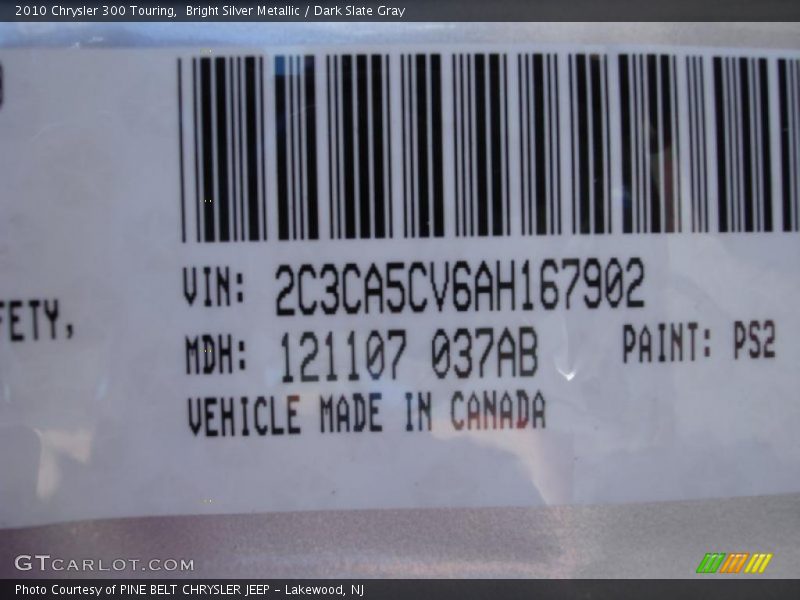 2010 Chrysler 300 Touring, Bright Silver Metallic / Dark Slate Gray
VIN: 2C3CA5CV6AH167902
FETY,
MDH: 121107 037AB PAINT: PS2
VEHICLE MADE IN CANADA
GTCARLOT.COM
Photo Courtesy of PINE BELT CHRYSLER JEEP - Lakewood, NJ